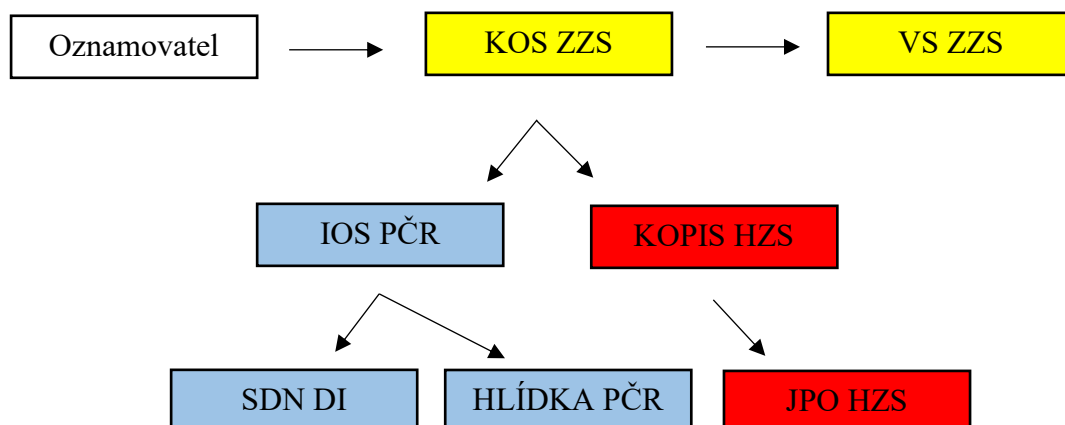 Oznamovatel
KOS ZZS
VS ZZS
IOS PČR
KOPIS HZS
SDN DI
HLÍDKA PČR
JPO HZS